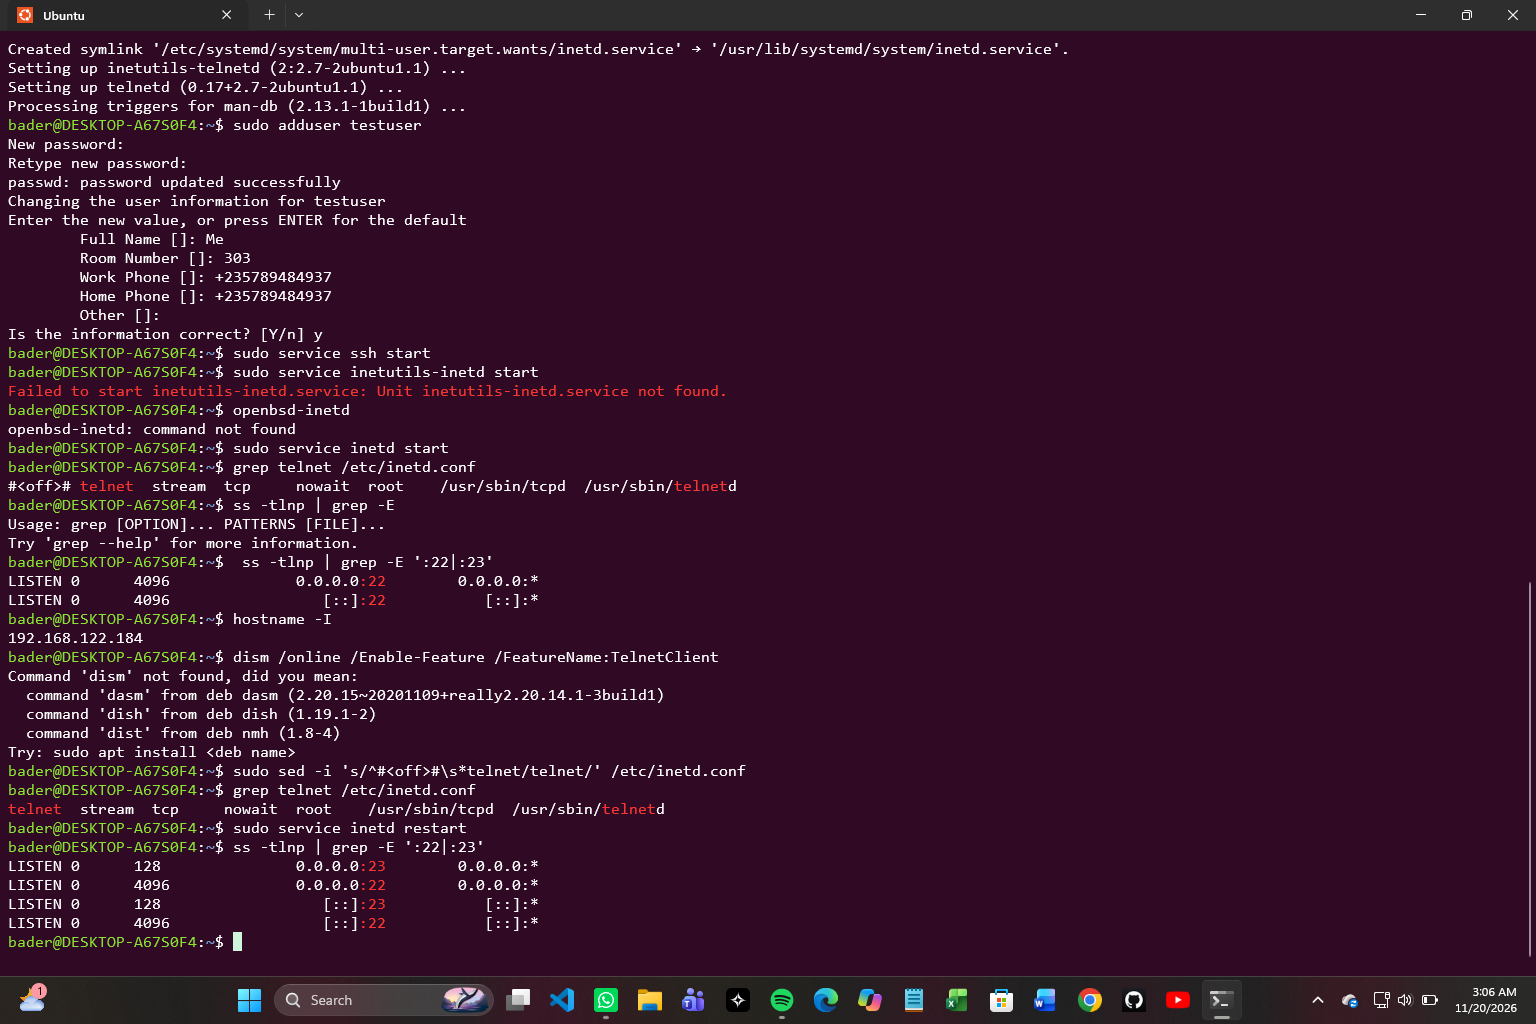 Ubuntu
Created symlink '/etc/systemd/system/multi-user.target.wants/inetd.service' → '/usr/lib/systemd/system/inetd.service'.
Setting up inetutils-telnetd (2:2.7-2ubuntu1.1) ...
Setting up telnetd (0.17+2.7-2ubuntu1.1) ...
Processing triggers for man-db (2.13.1-1build1) ...
bader@DESKTOP-A67S0F4:~$ sudo adduser testuser
New password:
Retype new password:
passwd: password updated successfully
Changing the user information for testuser
Enter the new value, or press ENTER for the default
        Full Name []: Me
        Room Number []: 303
        Work Phone []: +235789484937
        Home Phone []: +235789484937
        Other []:
Is the information correct? [Y/n] y
bader@DESKTOP-A67S0F4:~$ sudo service ssh start
bader@DESKTOP-A67S0F4:~$ sudo service inetutils-inetd start
Failed to start inetutils-inetd.service: Unit inetutils-inetd.service not found.
bader@DESKTOP-A67S0F4:~$ openbsd-inetd
openbsd-inetd: command not found
bader@DESKTOP-A67S0F4:~$ sudo service inetd start
bader@DESKTOP-A67S0F4:~$ grep telnet /etc/inetd.conf
#<off># telnet  stream  tcp     nowait  root    /usr/sbin/tcpd  /usr/sbin/telnetd
bader@DESKTOP-A67S0F4:~$ ss -tlnp | grep -E
Usage: grep [OPTION]... PATTERNS [FILE]...
Try 'grep --help' for more information.
bader@DESKTOP-A67S0F4:~$  ss -tlnp | grep -E ':22|:23'
LISTEN 0      4096              0.0.0.0:22        0.0.0.0:*
LISTEN 0      4096                 [::]:22           [::]:*
bader@DESKTOP-A67S0F4:~$ hostname -I
192.168.122.184
bader@DESKTOP-A67S0F4:~$ dism /online /Enable-Feature /FeatureName:TelnetClient
Command 'dism' not found, did you mean:
  command 'dasm' from deb dasm (2.20.15~20201109+really2.20.14.1-3build1)
  command 'dish' from deb dish (1.19.1-2)
  command 'dist' from deb nmh (1.8-4)
Try: sudo apt install <deb name>
bader@DESKTOP-A67S0F4:~$ sudo sed -i 's/^#<off>#\s*telnet/telnet/' /etc/inetd.conf
bader@DESKTOP-A67S0F4:~$ grep telnet /etc/inetd.conf
telnet  stream  tcp     nowait  root    /usr/sbin/tcpd  /usr/sbin/telnetd
bader@DESKTOP-A67S0F4:~$ sudo service inetd restart
bader@DESKTOP-A67S0F4:~$ ss -tlnp | grep -E ':22|:23'
LISTEN 0      128               0.0.0.0:23        0.0.0.0:*
LISTEN 0      4096              0.0.0.0:22        0.0.0.0:*
LISTEN 0      128                  [::]:23           [::]:*
LISTEN 0      4096                 [::]:22           [::]:*
bader@DESKTOP-A67S0F4:~$
1
Search
3:06 AM
11/20/2026